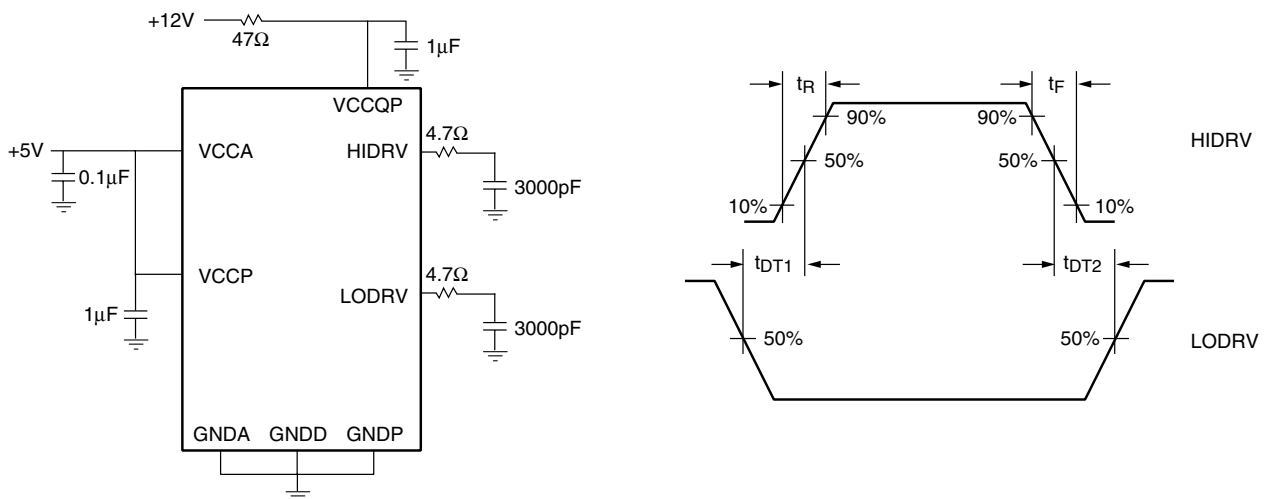 +12V
47Ω
1µF
VCCQP
+5V
0.1µF
VCCA
HIDRV
4.7Ω
3000pF
VCCP
1µF
4.7Ω
LODRV
3000pF
GNDA GNDD GNDP
tR
tF
90%
90%
HIDRV
50%
50%
10%
10%
tDT1
tDT2
50%
50%
LODRV